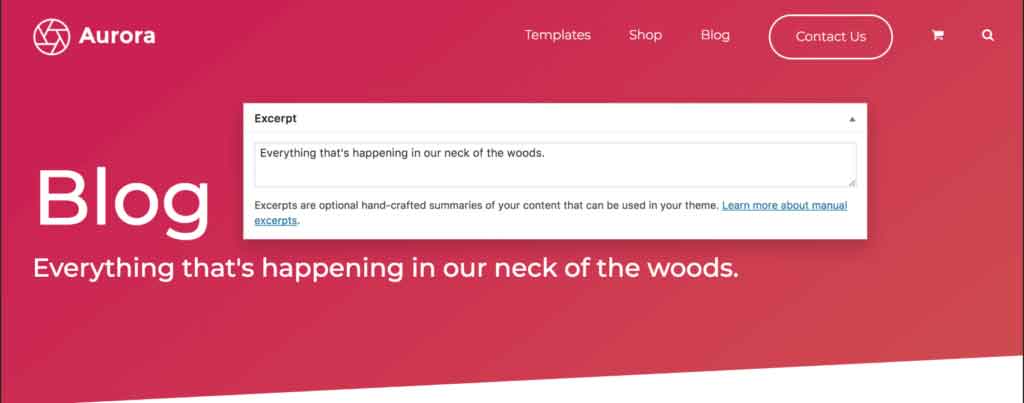 Aurora
Templates
Shop
Blog
Contact Us
Excerpt
Everything that's happening in our neck of the woods.
Excerpts are optional hand-crafted summaries of your content that can be used in your theme. Learn more about manual
excerpts.
Blog
Everything that's happening in our neck of the woods.